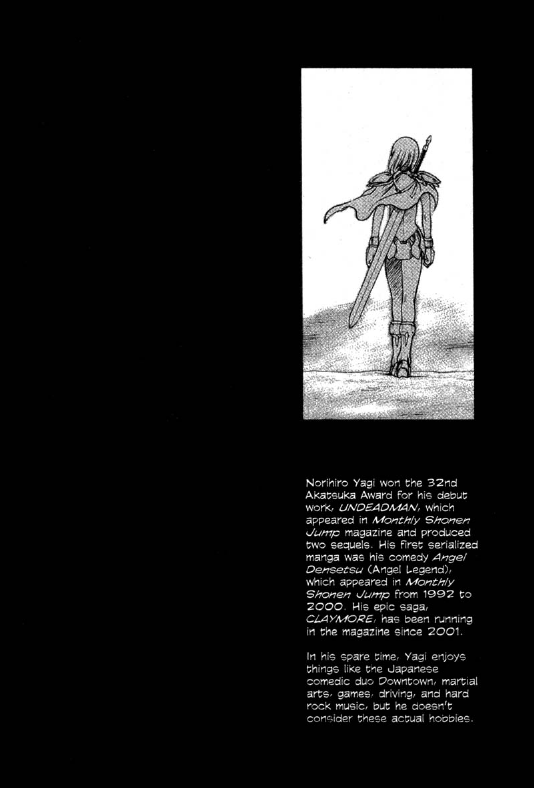 Norihiro Yagi won the 32nd
Akatsuka Award for his debut
work, UNDEADMAN, which
appeared in Monthly Shonen
Jump magazine and produced
two sequels. His first serialized
manga was his comedy Angel
Densetsu (Angel Legend),
which appeared in Monthly
Shonen Jump from 1992 to
2000. His epic saga,
CLAYMORE, has been running
in the magazine since 2001.
In his spare time, Yagi enjoys
things like the Japanese
comedic duo Downtown, martial
arts, games, driving, and hard
rock music, but he doesn't
consider these actual hobbies.